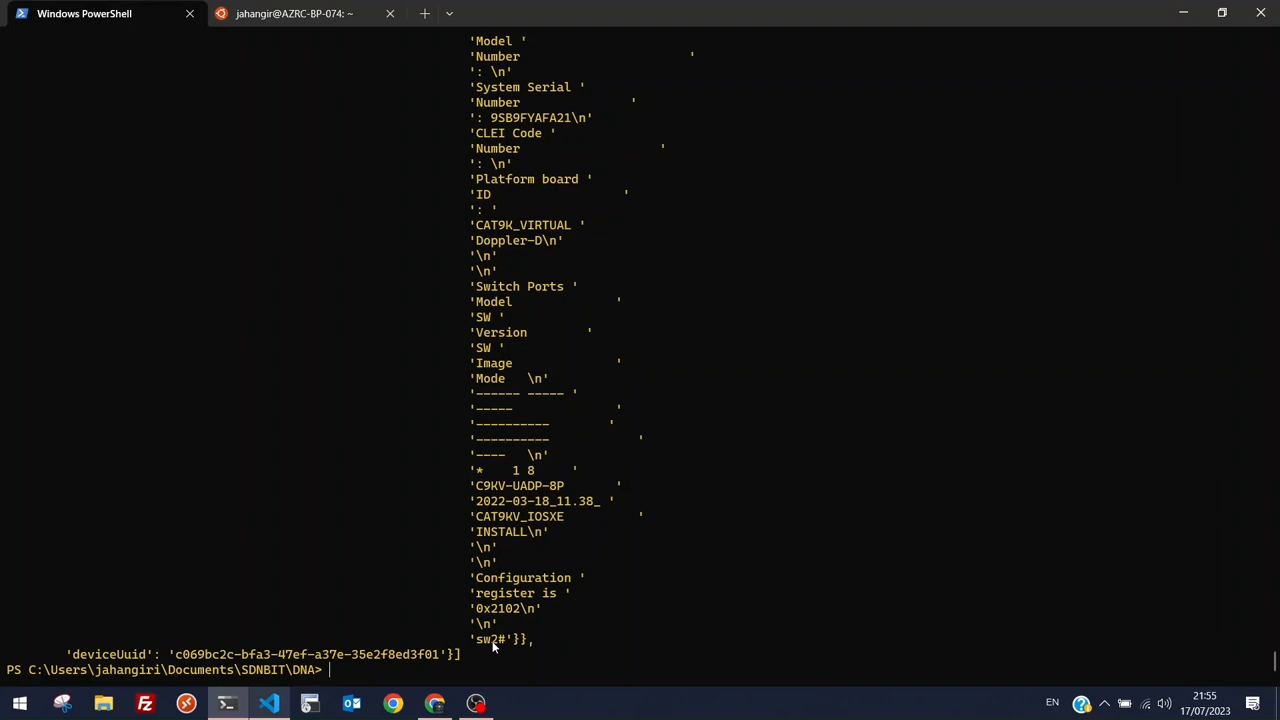 Windows PowerShell
jahangir@AZRC-BP-074: ~
'Model '
'Number                       '
': \n'
'System Serial '
'Number               '
': 9SB9FYAFA21\n'
'CLEI Code '
'Number                   '
': \n'
'Platform board '
'ID                  '
': '
'CAT9K_VIRTUAL '
'Doppler-D\n'
'\n'
'\n'
'Switch Ports '
'Model              '
'SW '
'Version        '
'SW '
'Image              '
'Mode   \n'
'------ ----- '
'-----              '
'----------        '
'----------            '
'----   \n'
'*    1 8     '
'C9KV-UADP-8P       '
'2022-03-18_11.38_ '
'CAT9KV_IOSXE          '
'INSTALL\n'
'\n'
'\n'
'Configuration '
'register is '
'0x2102\n'
'\n'
'sw2#'}},
'deviceUuid': 'c069bc2c-bfa3-47ef-a37e-35e2f8ed3f01'}]
PS C:\Users\jahangiri\Documents\SDNBIT\DNA>
EN
21:55
17/07/2023